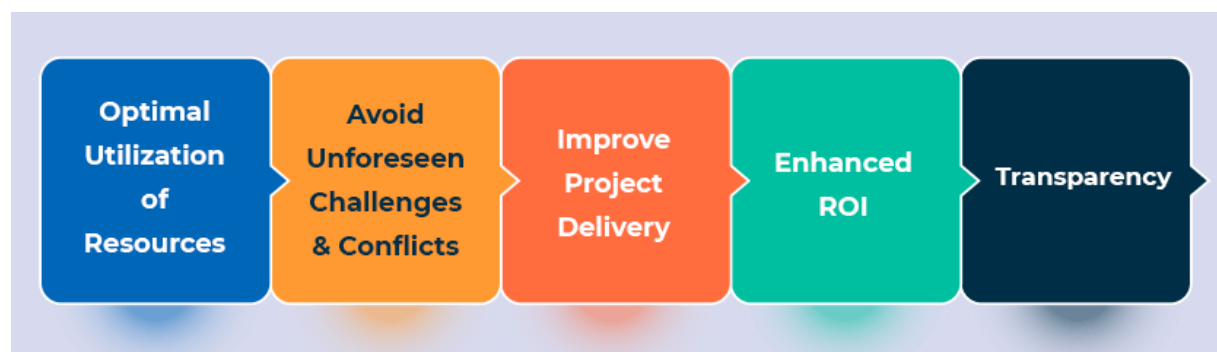 Optimal
Utilization
of
Resources
Avoid
Unforeseen
Challenges
& Conflicts
Improve
Project
Delivery
Enhanced
ROI
Transparency